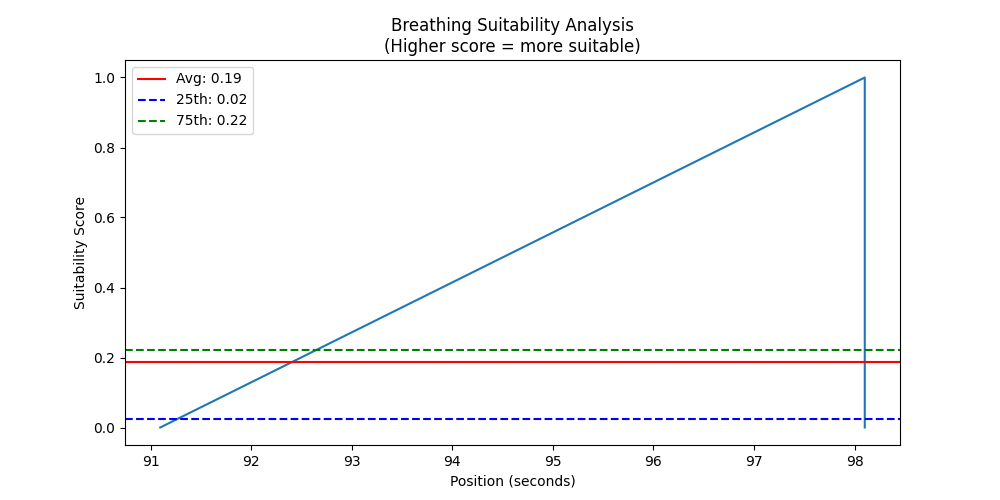 Breathing Suitability Analysis
(Higher score = more suitable)
Avg: 0.19
25th: 0.02
75th: 0.22
1.0
0.8
0.6
0.4
0.2
0.0
Suitability Score
91 92 93 94 95 96 97 98
Position (seconds)